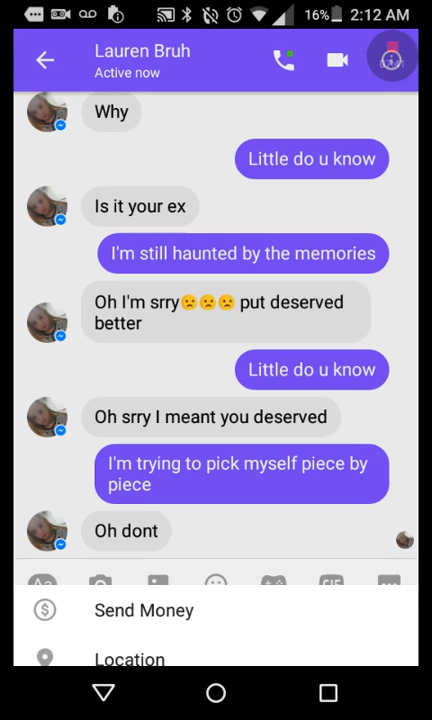 16% 2:12 AM
Lauren Bruh
Active now
Why
Little do u know
Is it your ex
I'm still haunted by the memories
Oh I'm srry😟😟😟 put deserved
better
Little do u know
Oh srry I meant you deserved
I'm trying to pick myself piece by
piece
Oh dont
Aa GIF
Send Money
Location